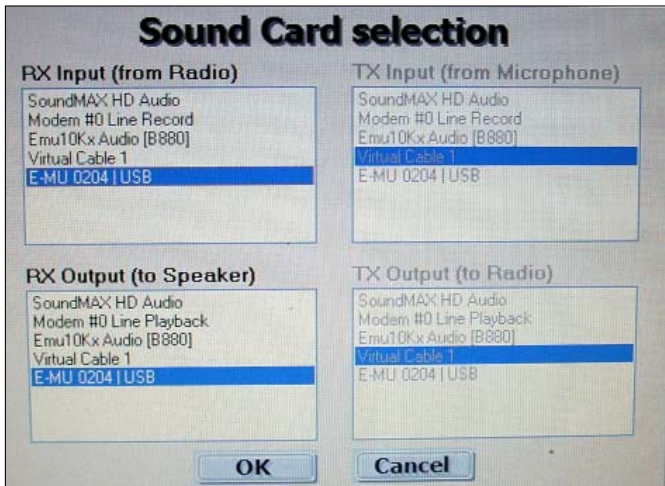 Sound Card selection
RX Input (from Radio)
SoundMAX HD Audio
Modem #0 Line Record
Emu10Kx Audio [B880]
Virtual Cable 1
E-MU 0204 | USB
TX Input (from Microphone)
SoundMAX HD Audio
Modem #0 Line Record
Emu10Kx Audio [B880]
Virtual Cable 1
E-MU 0204 | USB
RX Output (to Speaker)
SoundMAX HD Audio
Modem #0 Line Playback
Emu10Kx Audio [B880]
Virtual Cable 1
E-MU 0204 | USB
TX Output (to Radio)
SoundMAX HD Audio
Modem #0 Line Playback
Emu10Kx Audio [B880]
Virtual Cable 1
E-MU 0204 | USB
OK
Cancel